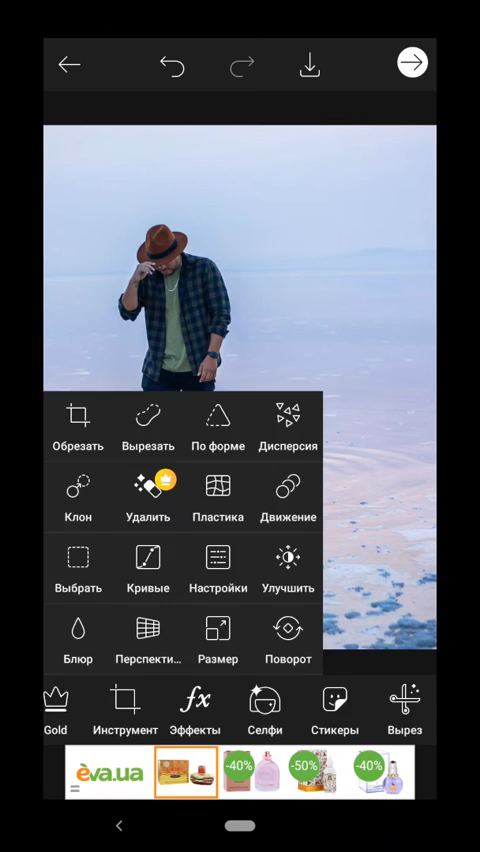 Обрезать Вырезать По форме Дисперсия
Клон Удалить Пластика Движение
Выбрать Кривые Настройки Улучшить
Блюр Перспекти... Размер Поворот
Gold Инструмент Эффекты Селфи Стикеры Вырез
èva.ua -40% -50% -40%